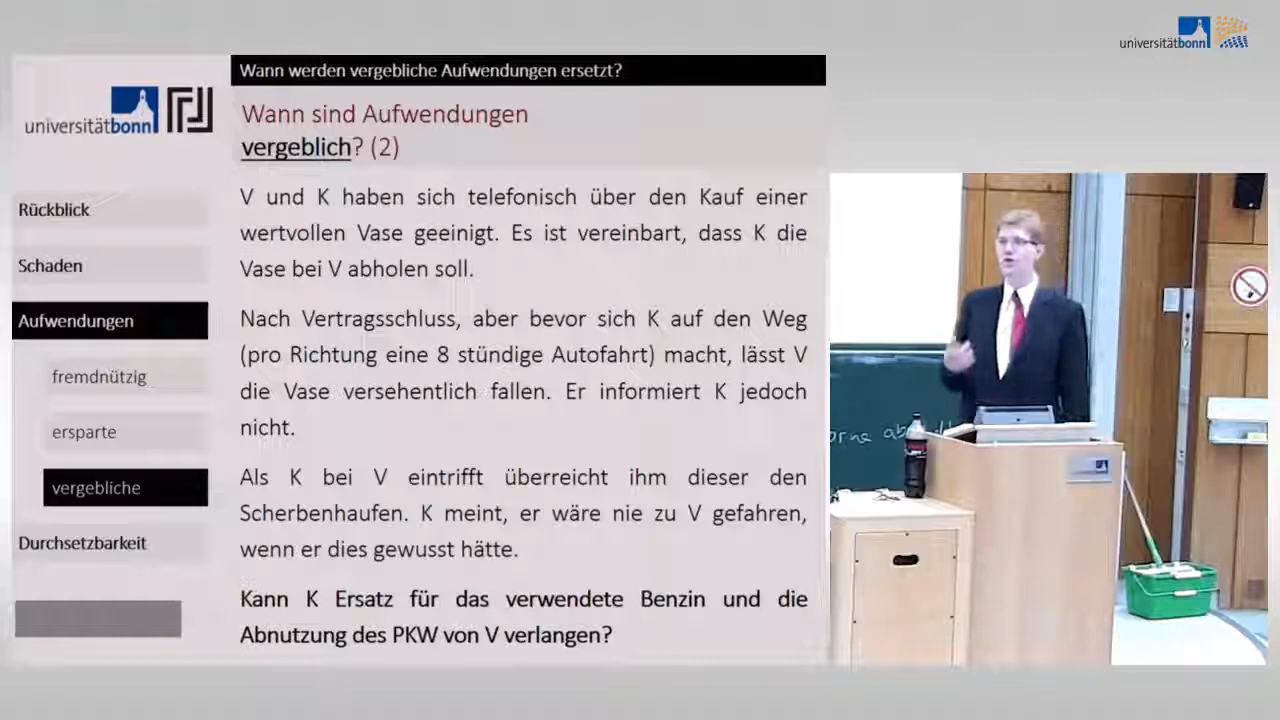 universitätbonn
Wann werden vergebliche Aufwendungen ersetzt?
universitätbonn
Wann sind Aufwendungen
vergeblich? (2)
Rückblick
Schaden
Aufwendungen
fremdnützig
ersparte
vergebliche
Durchsetzbarkeit
V und K haben sich telefonisch über den Kauf einer
wertvollen Vase geeinigt. Es ist vereinbart, dass K die
Vase bei V abholen soll.
Nach Vertragsschluss, aber bevor sich K auf den Weg
(pro Richtung eine 8 stündige Autofahrt) macht, lässt V
die Vase versehentlich fallen. Er informiert K jedoch
nicht.
Als K bei V eintrifft überreicht ihm dieser den
Scherbenhaufen. K meint, er wäre nie zu V gefahren,
wenn er dies gewusst hätte.
Kann K Ersatz für das verwendete Benzin und die
Abnutzung des PKW von V verlangen?